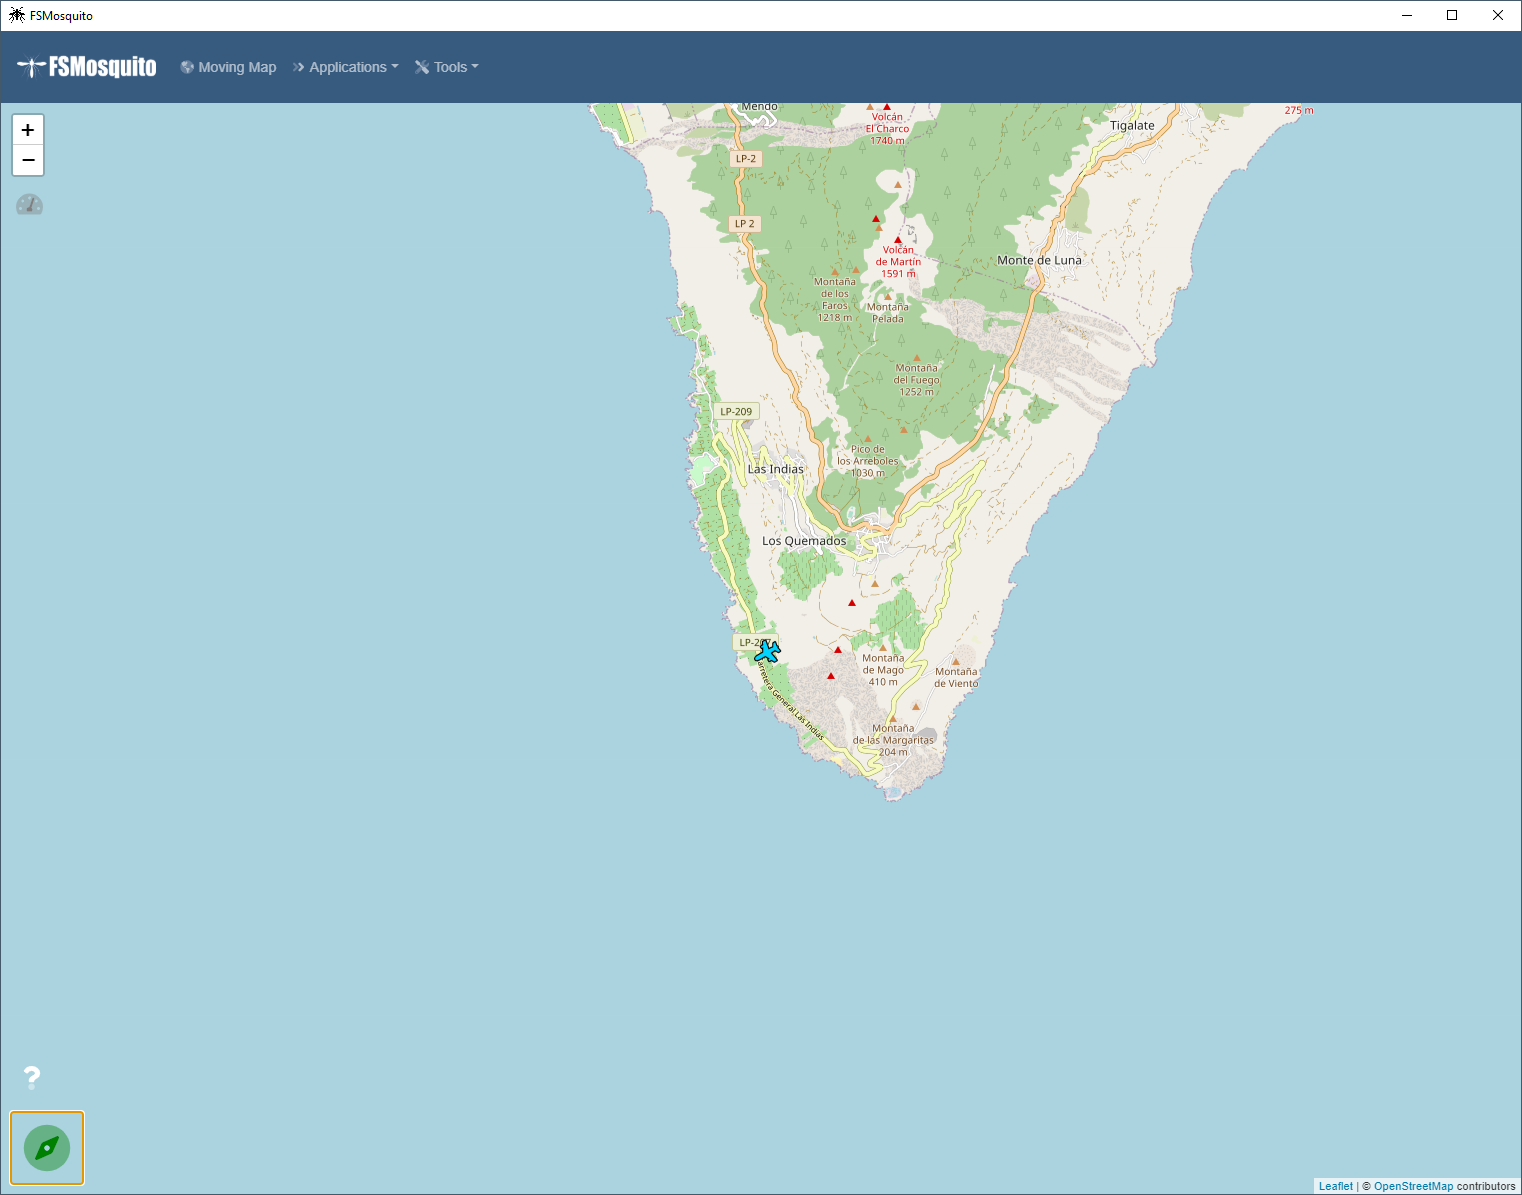 FSMosquito
FSMosquito
Moving Map
Applications
Tools
+
−
Mendo
Volcán
El Charco
1740 m
Tigalate
275 m
LP-2
LP 2
Volcán
de Martín
1591 m
Monte de Luna
Montaña
de los
Faros
1218 m
Montaña
Pelada
Montaña
del Fuego
1252 m
LP-209
Pico de
los Arreboles
1030 m
Las Indias
Los Quemados
Montaña
de Mago
410 m
Montaña
de Viento
General Las Indias
Montaña
de las Margaritas
204 m
?
Leaflet | © OpenStreetMap contributors